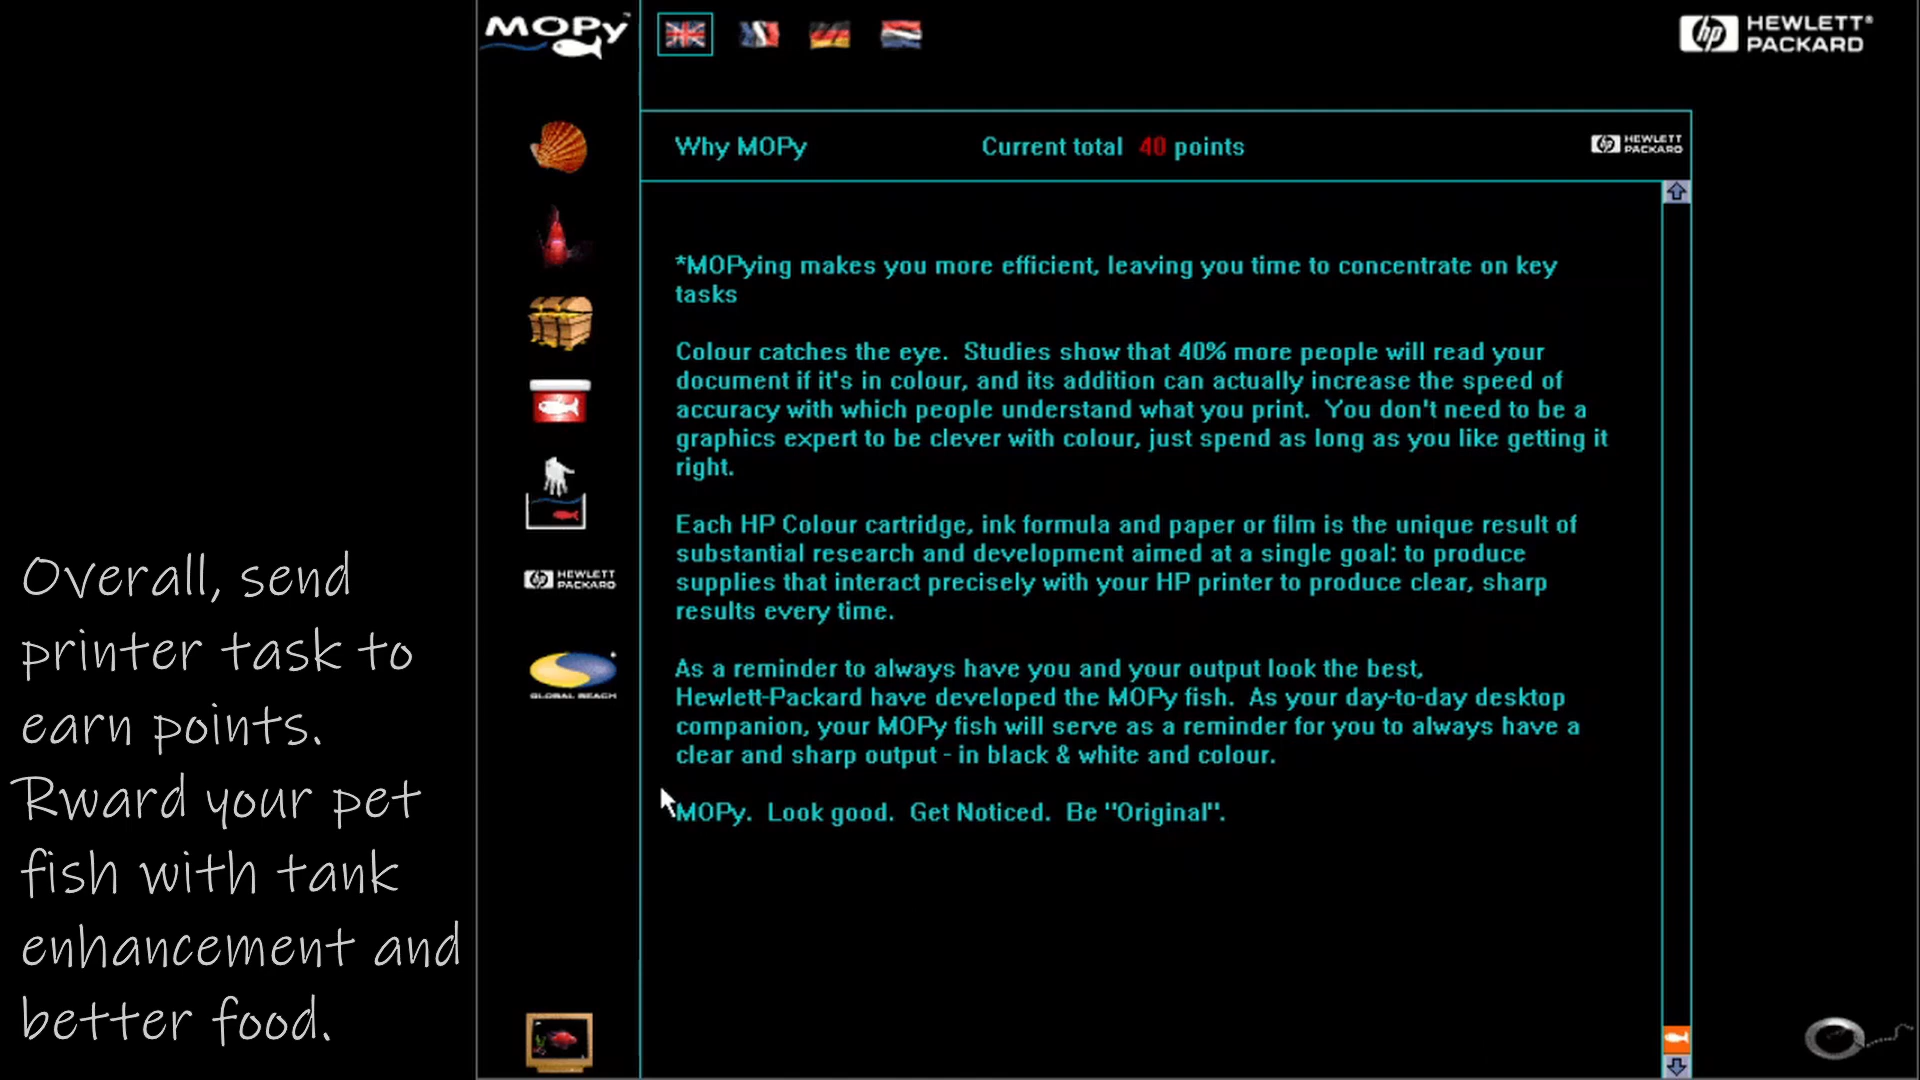 MOPy
HEWLETT®
PACKARD
Why MOPy
Current total 40 points
HEWLETT
PACKARD
*MOPying makes you more efficient, leaving you time to concentrate on key
tasks
Colour catches the eye. Studies show that 40% more people will read your
document if it's in colour, and its addition can actually increase the speed of
accuracy with which people understand what you print. You don't need to be a
graphics expert to be clever with colour, just spend as long as you like getting it
right.
Each HP Colour cartridge, ink formula and paper or film is the unique result of
substantial research and development aimed at a single goal: to produce
supplies that interact precisely with your HP printer to produce clear, sharp
results every time.
As a reminder to always have you and your output look the best,
Hewlett-Packard have developed the MOPy fish. As your day-to-day desktop
companion, your MOPy fish will serve as a reminder for you to always have a
clear and sharp output - in black & white and colour.
MOPy. Look good. Get Noticed. Be "Original".
HEWLETT
PACKARD
GLOBAL BEACH
Overall, send
printer task to
earn points.
Rward your pet
fish with tank
enhancement and
better food.